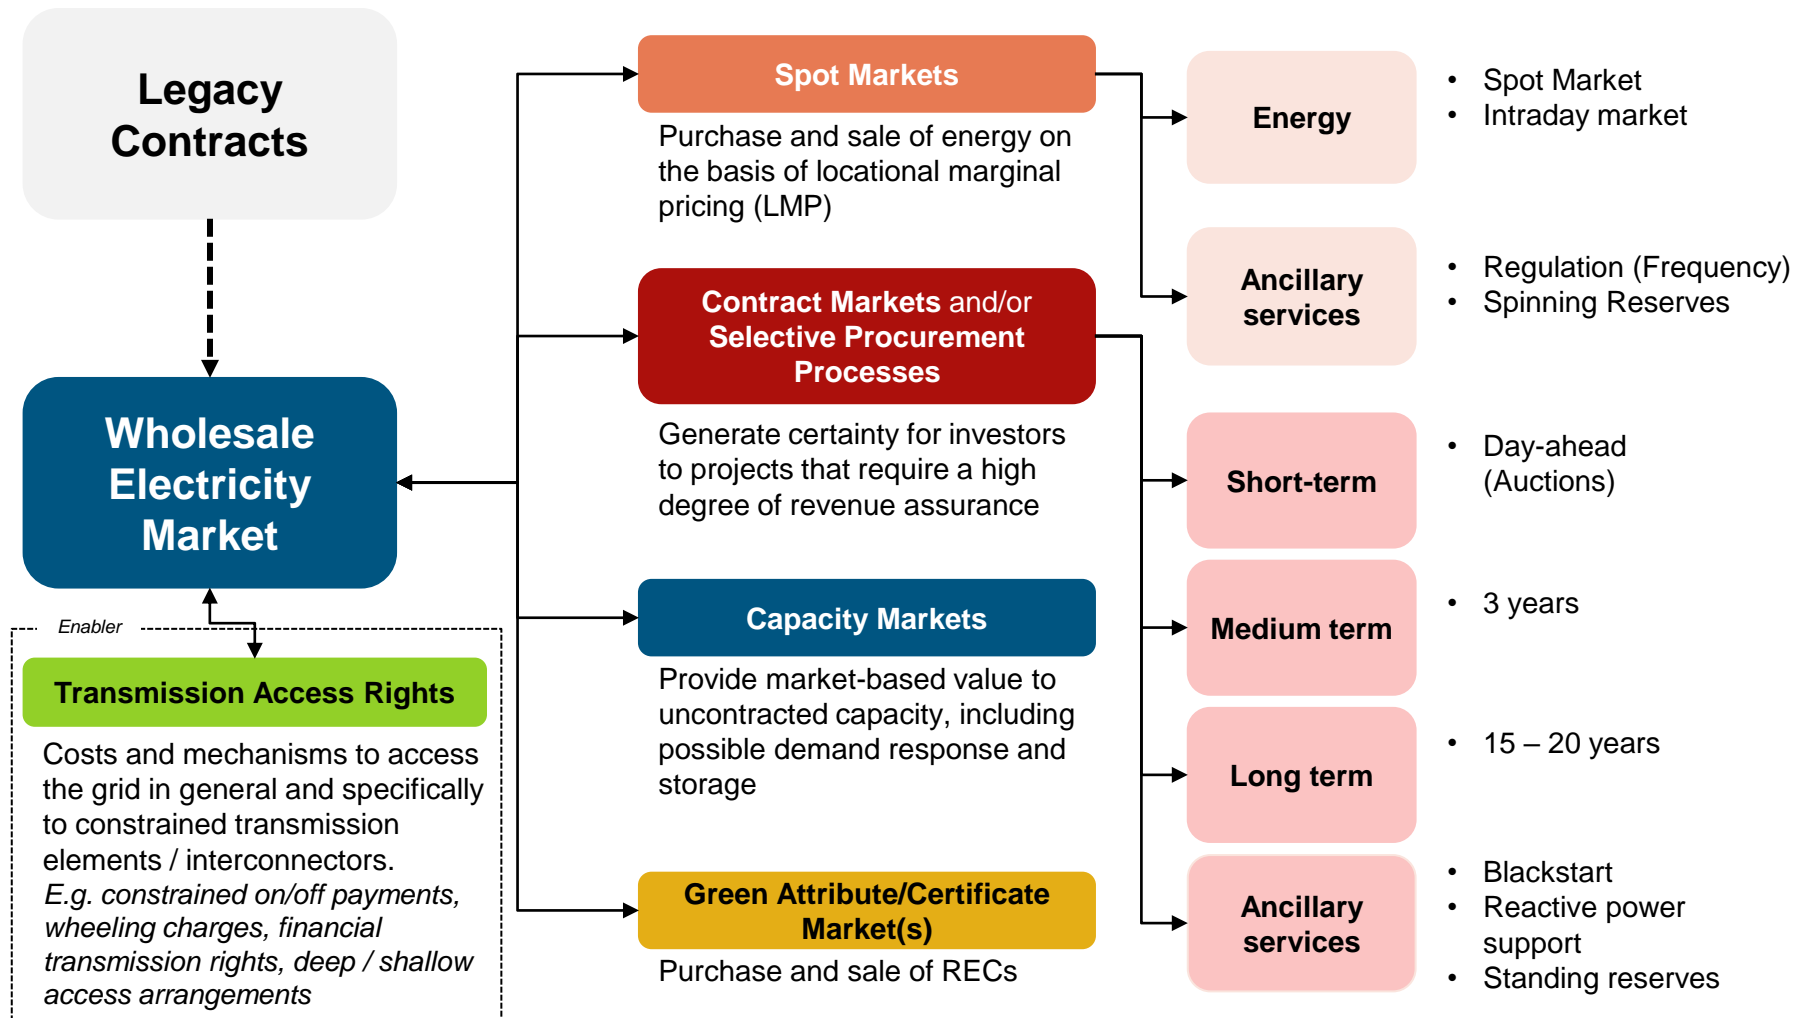 Legacy
Contracts
Wholesale
Electricity
Market
Enabler
Transmission Access Rights
Costs and mechanisms to access
the grid in general and specifically
to constrained transmission
elements / interconnectors.
E.g. constrained on/off payments,
wheeling charges, financial
transmission rights, deep / shallow
access arrangements
Spot Markets
Purchase and sale of energy on
the basis of locational marginal
pricing (LMP)
Contract Markets and/or
Selective Procurement
Processes
Generate certainty for investors
to projects that require a high
degree of revenue assurance
Capacity Markets
Provide market-based value to
uncontracted capacity, including
possible demand response and
storage
Green Attribute/Certificate
Market(s)
Purchase and sale of RECs
Energy
• Spot Market
• Intraday market
Ancillary
services
• Regulation (Frequency)
• Spinning Reserves
Short-term
• Day-ahead
(Auctions)
Medium term
• 3 years
Long term
• 15 – 20 years
Ancillary
services
• Blackstart
• Reactive power
support
• Standing reserves